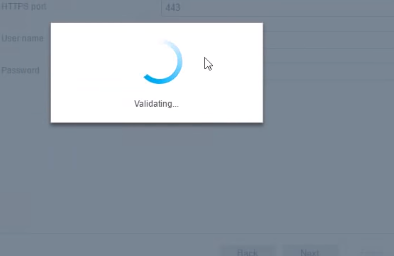 HTTPS port
443
User name
Validating...
Password
Back
Next